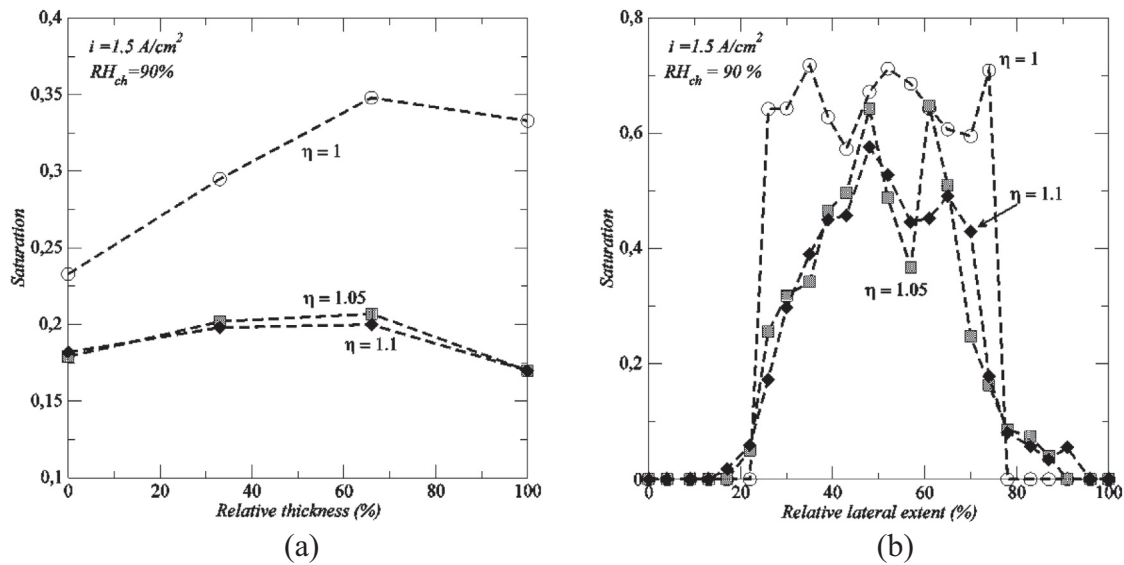 0,4
i =1.5 A/cm²
RH_ch=90%
0,35
η = 1
0,3
0,25
Saturation
η = 1.05
0,2
η = 1.1
0,15
0,1
0 20 40 60 80 100
Relative thickness (%)
(a)
0,8
i =1.5 A/cm²
RH_ch = 90 %
η = 1
0,6
η = 1.1
0,4
Saturation
η = 1.05
0,2
0
0 20 40 60 80 100
Relative lateral extent (%)
(b)